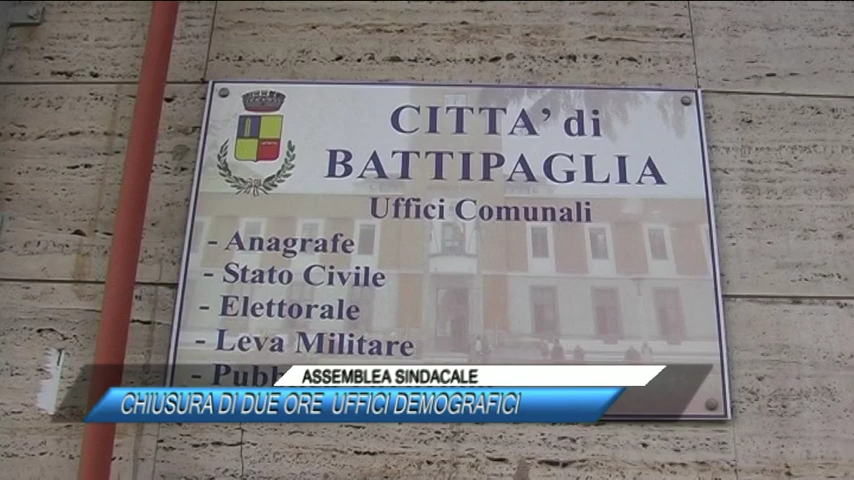 CITTA' di
BATTIPAGLIA
Uffici Comunali
- Anagrafe
- Stato Civile
- Elettorale
- Leva Militare
ASSEMBLEA SINDACALE
CHIUSURA DI DUE ORE UFFICI DEMOGRAFICI